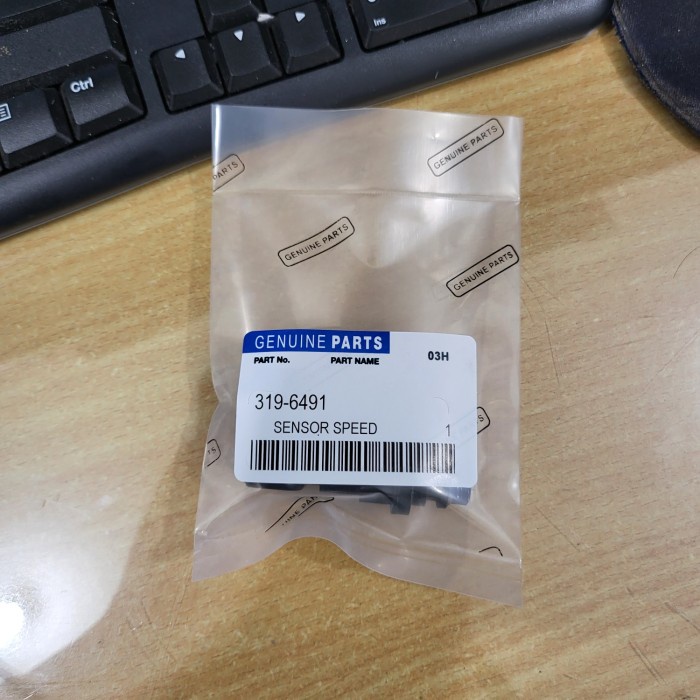 Ins
Ctrl
PARTS
GENUINE PARTS
GENUINE PARTS
GENUINE PARTS
GENUINE PARTS
PART No.
PART NAME
03H
319-6491
SENSOR SPEED
1